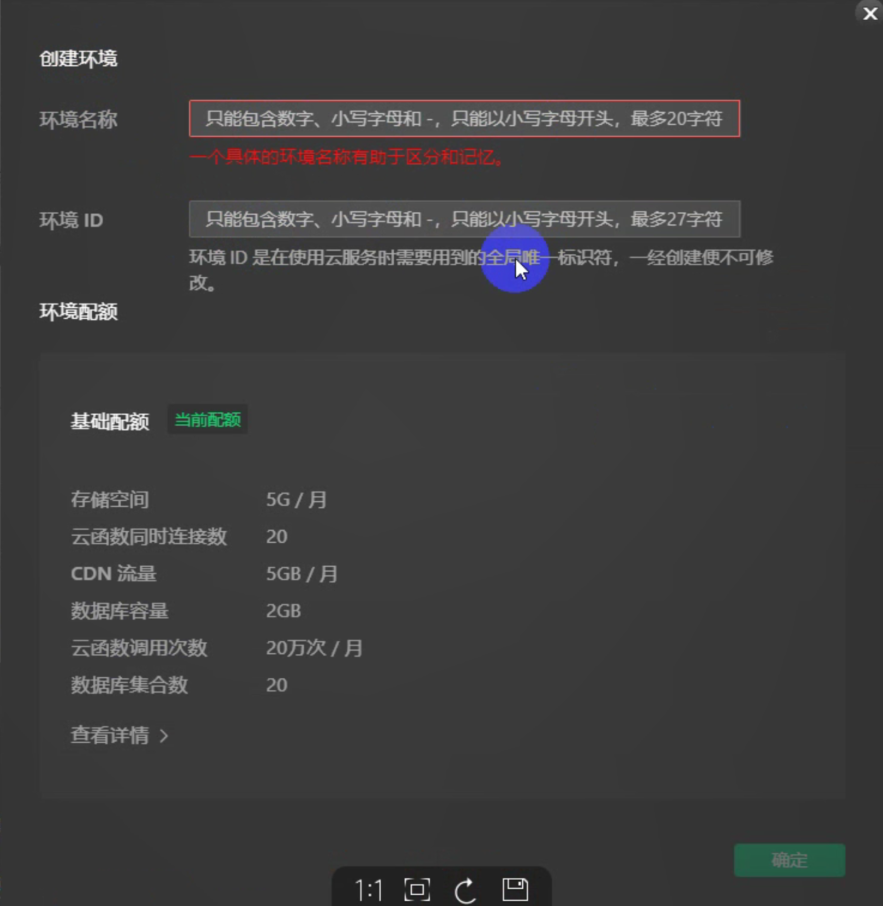 创建环境
环境名称
只能包含数字、小写字母和 -，只能以小写字母开头，最多20字符
一个具体的环境名称有助于区分和记忆。
环境 ID
只能包含数字、小写字母和 -，只能以小写字母开头，最多27字符
环境 ID 是在使用云服务时需要用到的全局唯一标识符，一经创建便不可修
改。
环境配额
基础配额 当前配额
存储空间 5G / 月
云函数同时连接数 20
CDN 流量 5GB / 月
数据库容量 2GB
云函数调用次数 20万次 / 月
数据库集合数 20
查看详情 >
确定
1:1